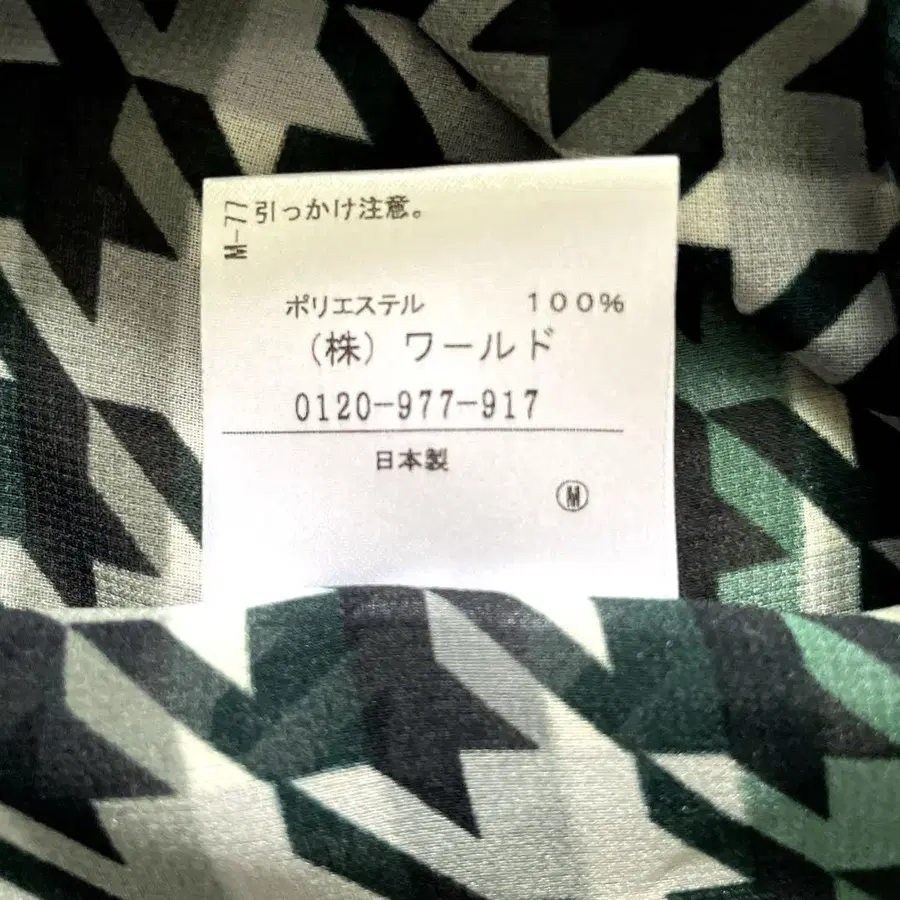 M-77
引っかけ注意。
ポリエステル 100%
(株) ワールド
0120-977-917
日本製
Ⓜ